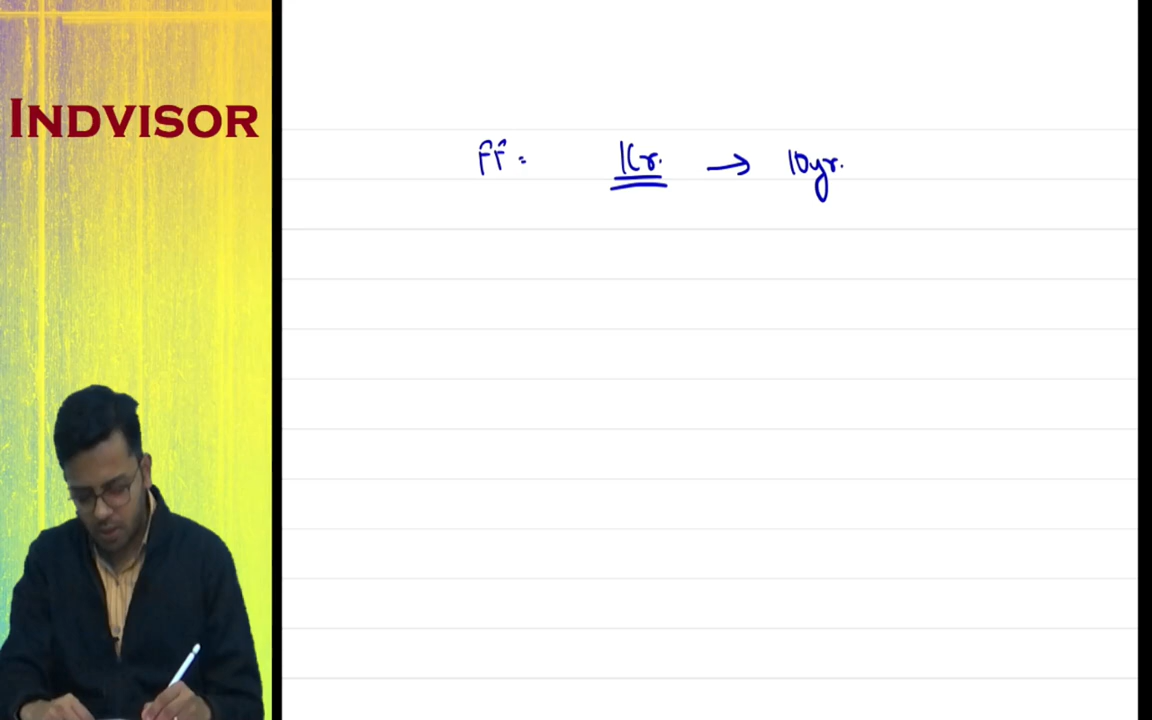 INDVISOR
FF = 1Cr. → 10yr.